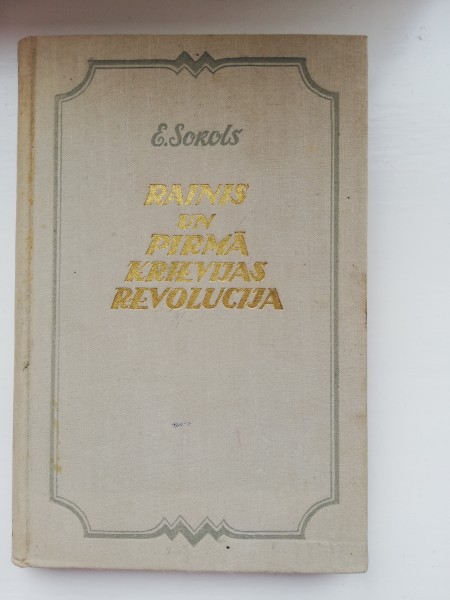 E. Sokols
RAINIS
UN
PIRMĀ
KRIEVIJAS
REVOLUCIJA